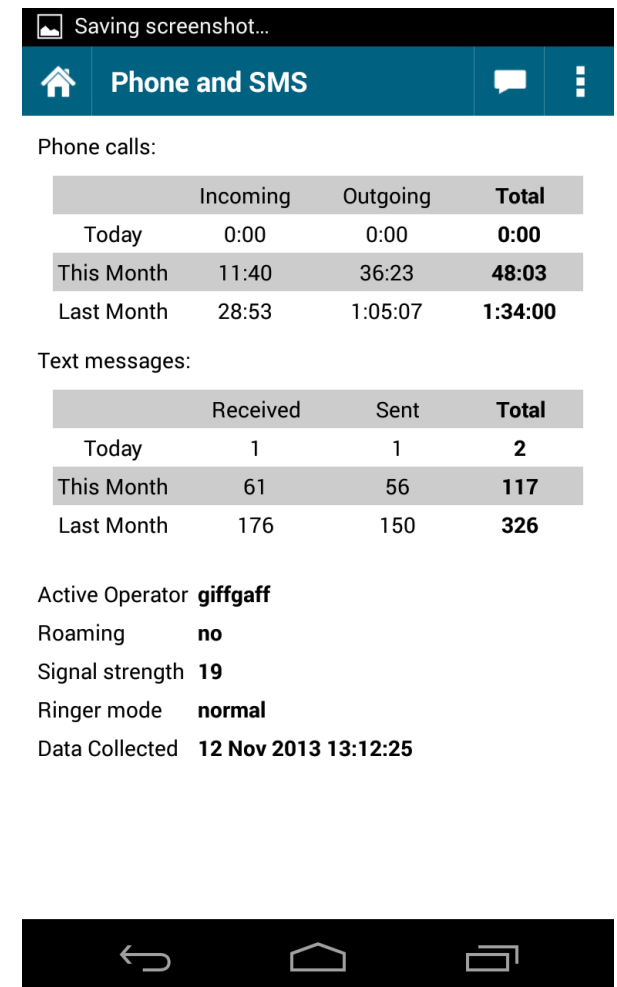 Saving screenshot...
Phone and SMS
Phone calls:
Incoming Outgoing Total
Today 0:00 0:00 0:00
This Month 11:40 36:23 48:03
Last Month 28:53 1:05:07 1:34:00
Text messages:
Received Sent Total
Today 1 1 2
This Month 61 56 117
Last Month 176 150 326
Active Operator giffgaff
Roaming no
Signal strength 19
Ringer mode normal
Data Collected 12 Nov 2013 13:12:25